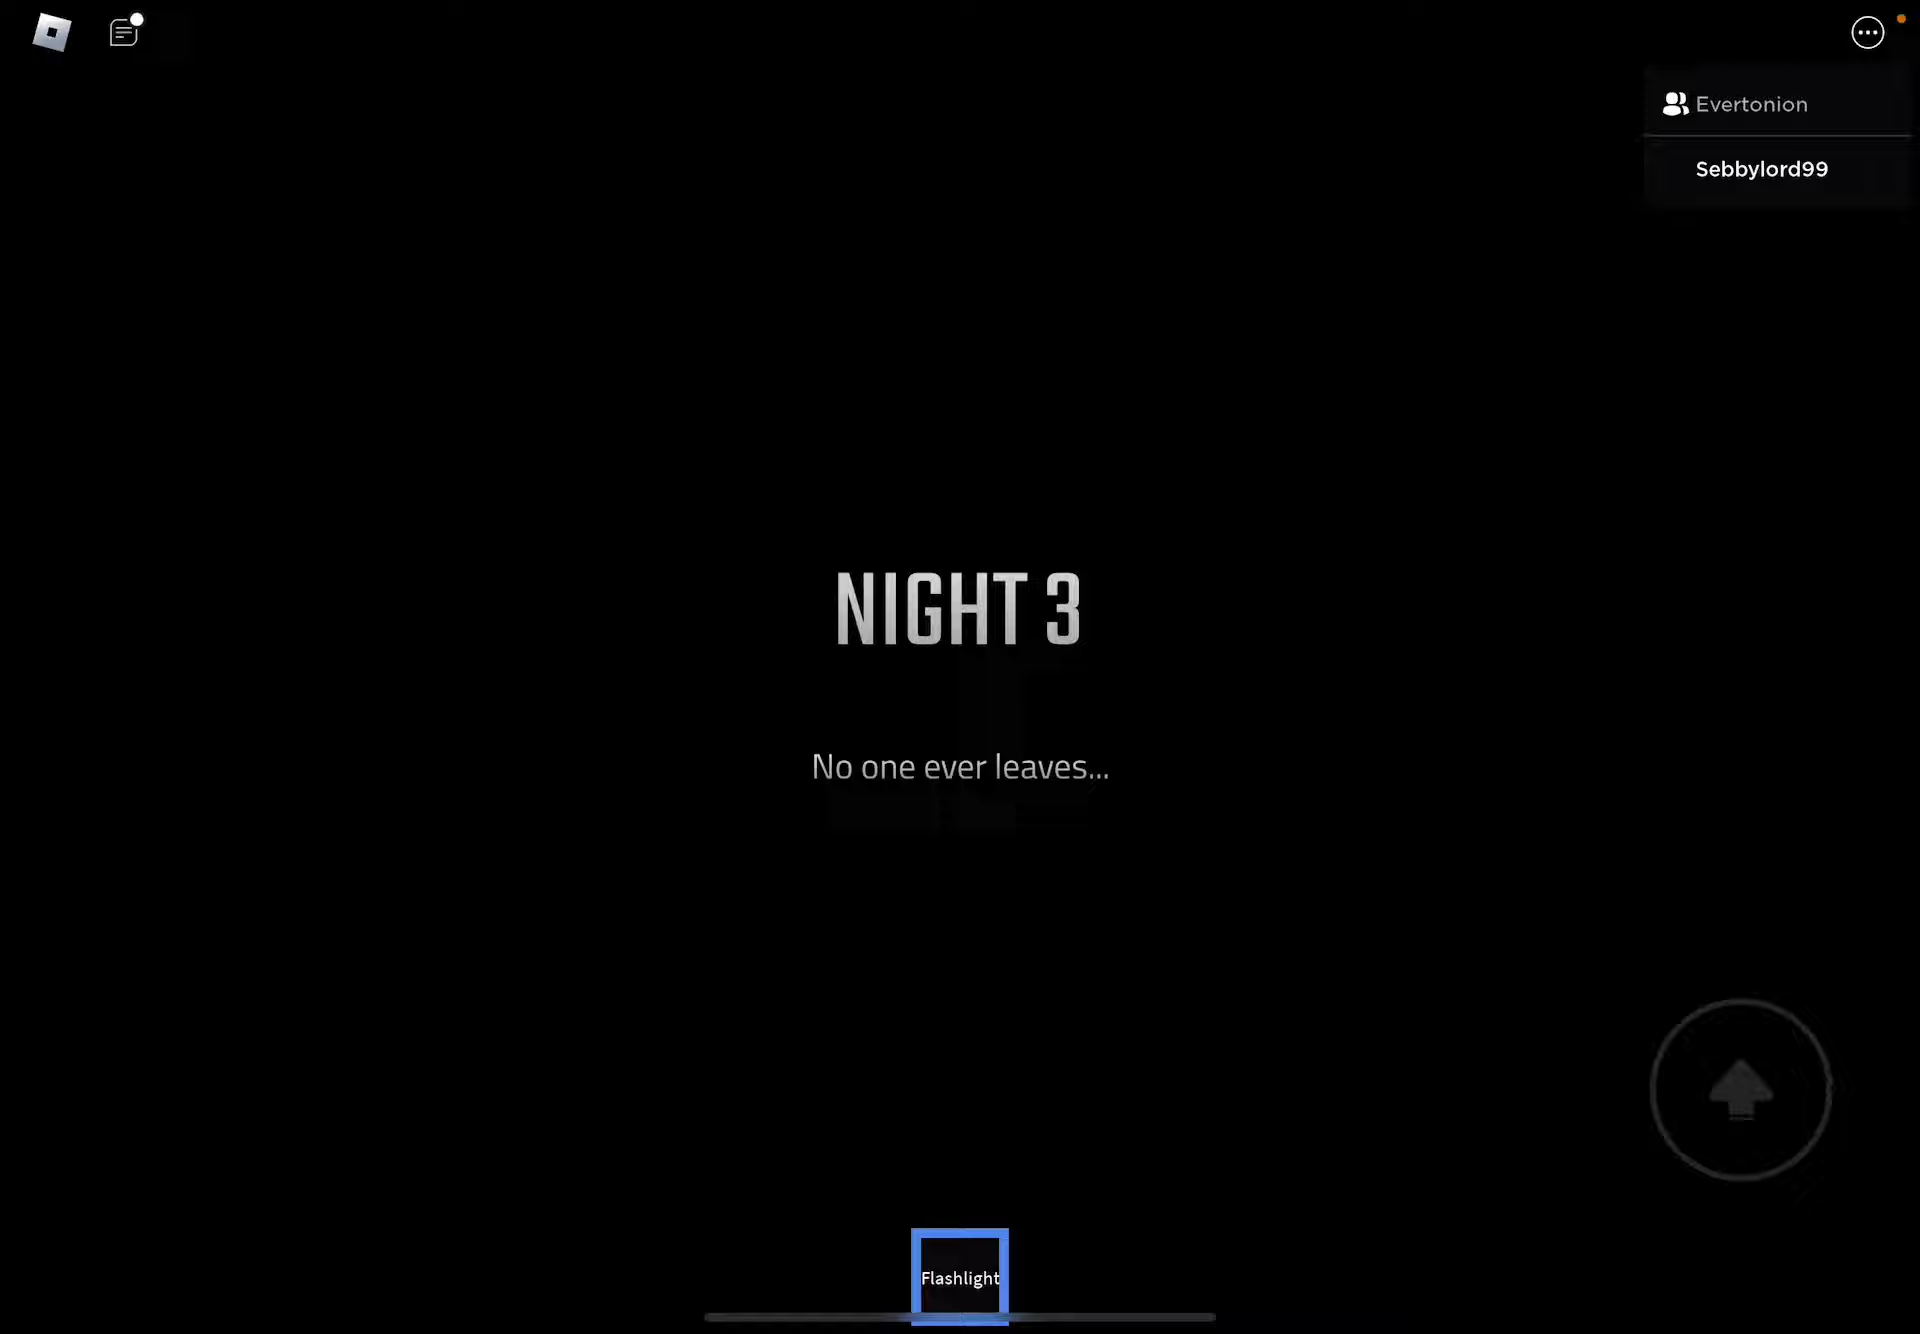 Evertonion
Sebbylord99
NIGHT 3
No one ever leaves...
Flashlight